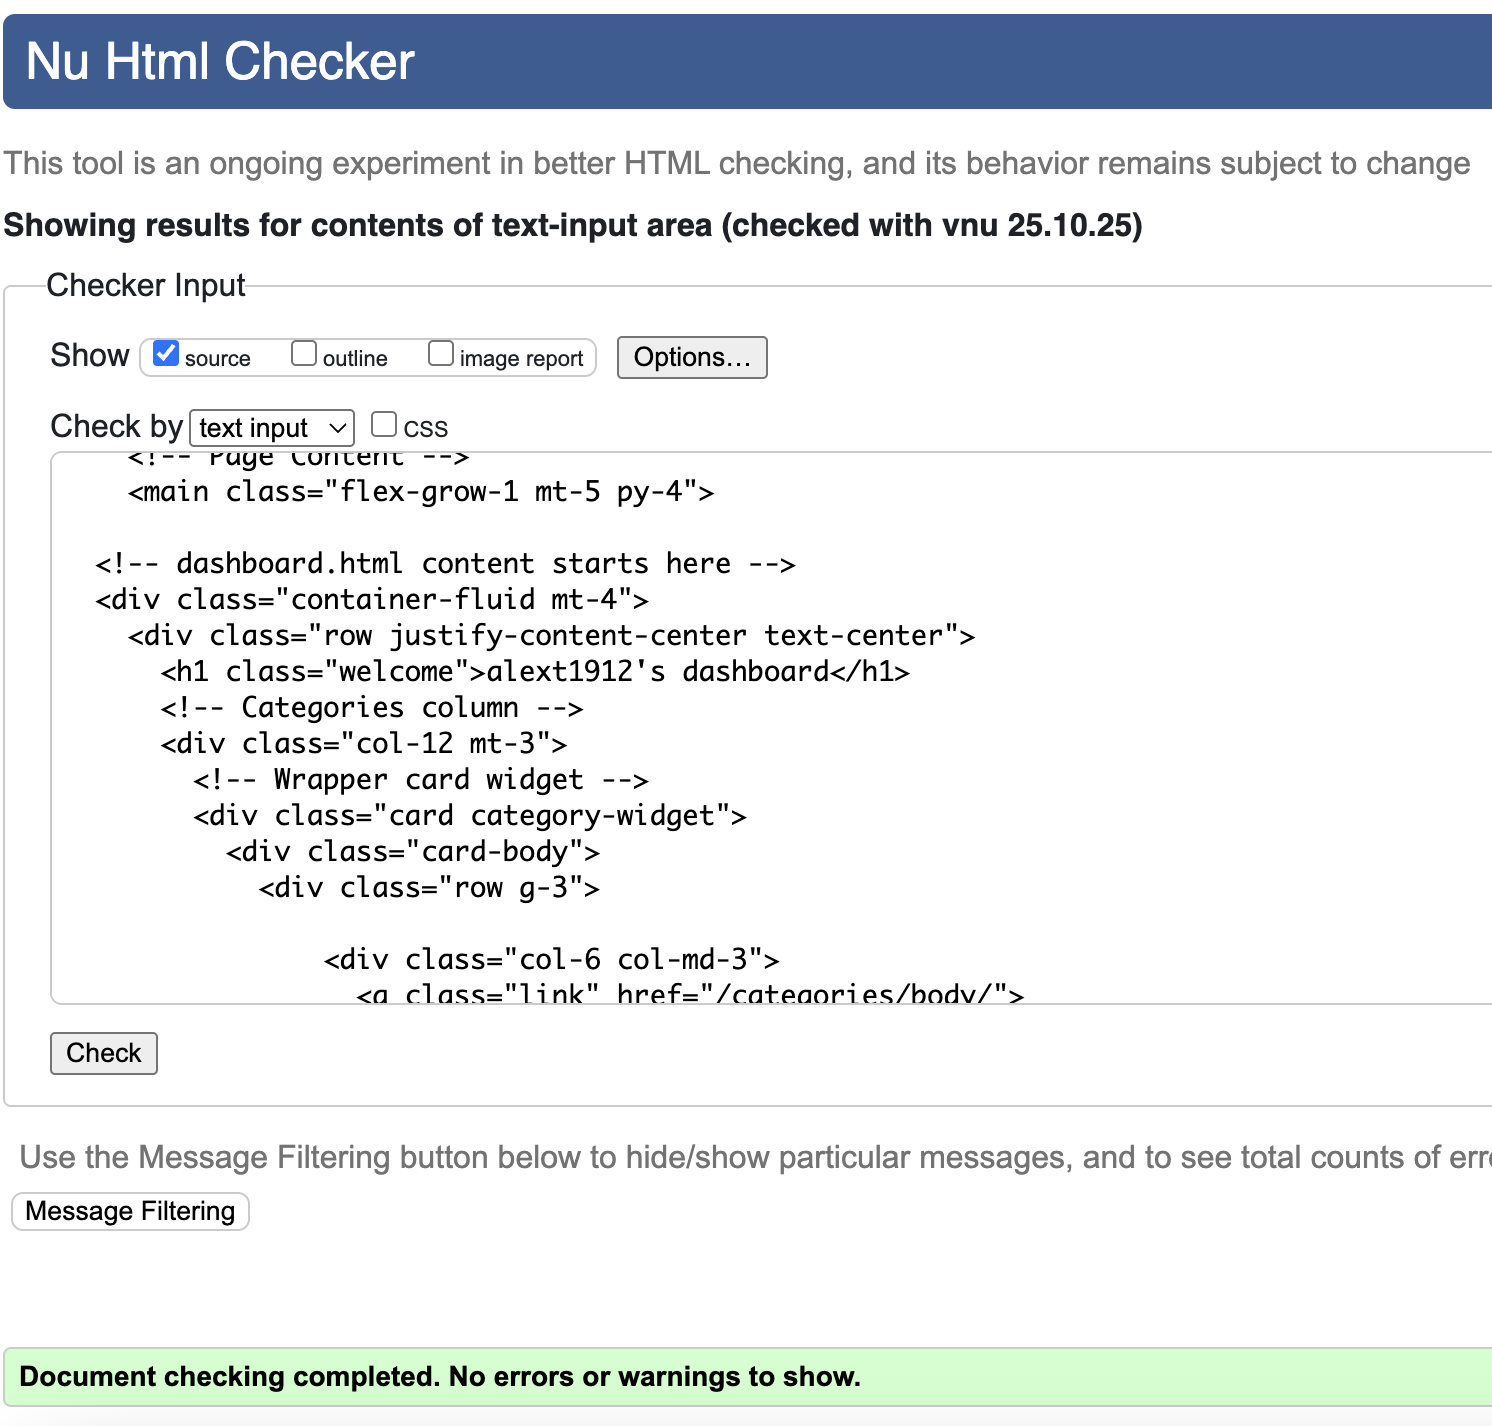 Nu Html Checker
This tool is an ongoing experiment in better HTML checking, and its behavior remains subject to change
Showing results for contents of text-input area (checked with vnu 25.10.25)
Checker Input
Show source outline image report Options...
Check by text input css
<!-- Page Content -->
<main class="flex-grow-1 mt-5 py-4">
<!-- dashboard.html content starts here -->
<div class="container-fluid mt-4">
<div class="row justify-content-center text-center">
<h1 class="welcome">alext1912's dashboard</h1>
<!-- Categories column -->
<div class="col-12 mt-3">
<!-- Wrapper card widget -->
<div class="card category-widget">
<div class="card-body">
<div class="row g-3">
<div class="col-6 col-md-3">
<a class="link" href="/categories/body/">
Check
Use the Message Filtering button below to hide/show particular messages, and to see total counts of
Message Filtering
Document checking completed. No errors or warnings to show.